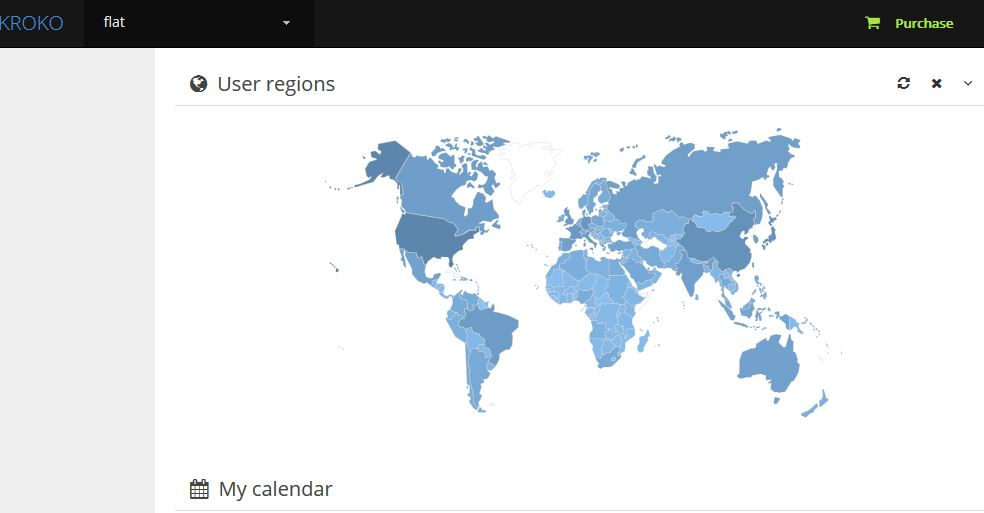 KROKO
flat
Purchase
User regions
My calendar